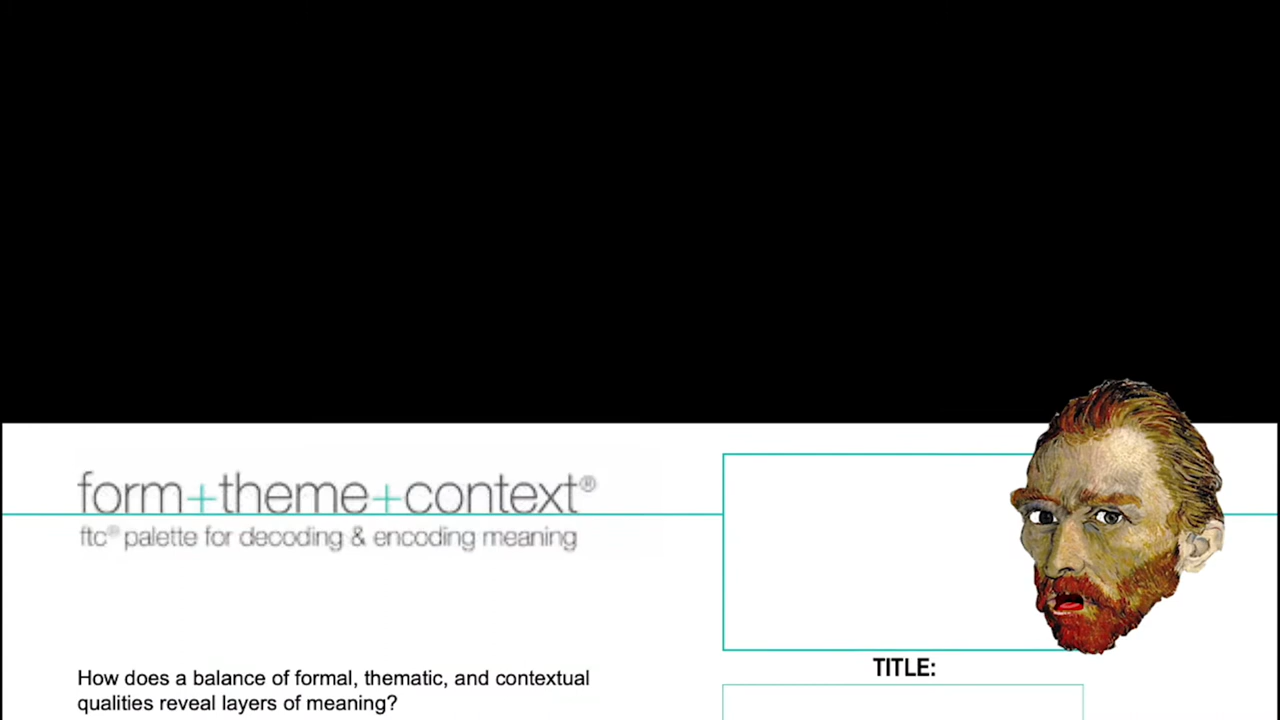 form+theme+context®
ftc® palette for decoding & encoding meaning
How does a balance of formal, thematic, and contextual
qualities reveal layers of meaning?
TITLE: